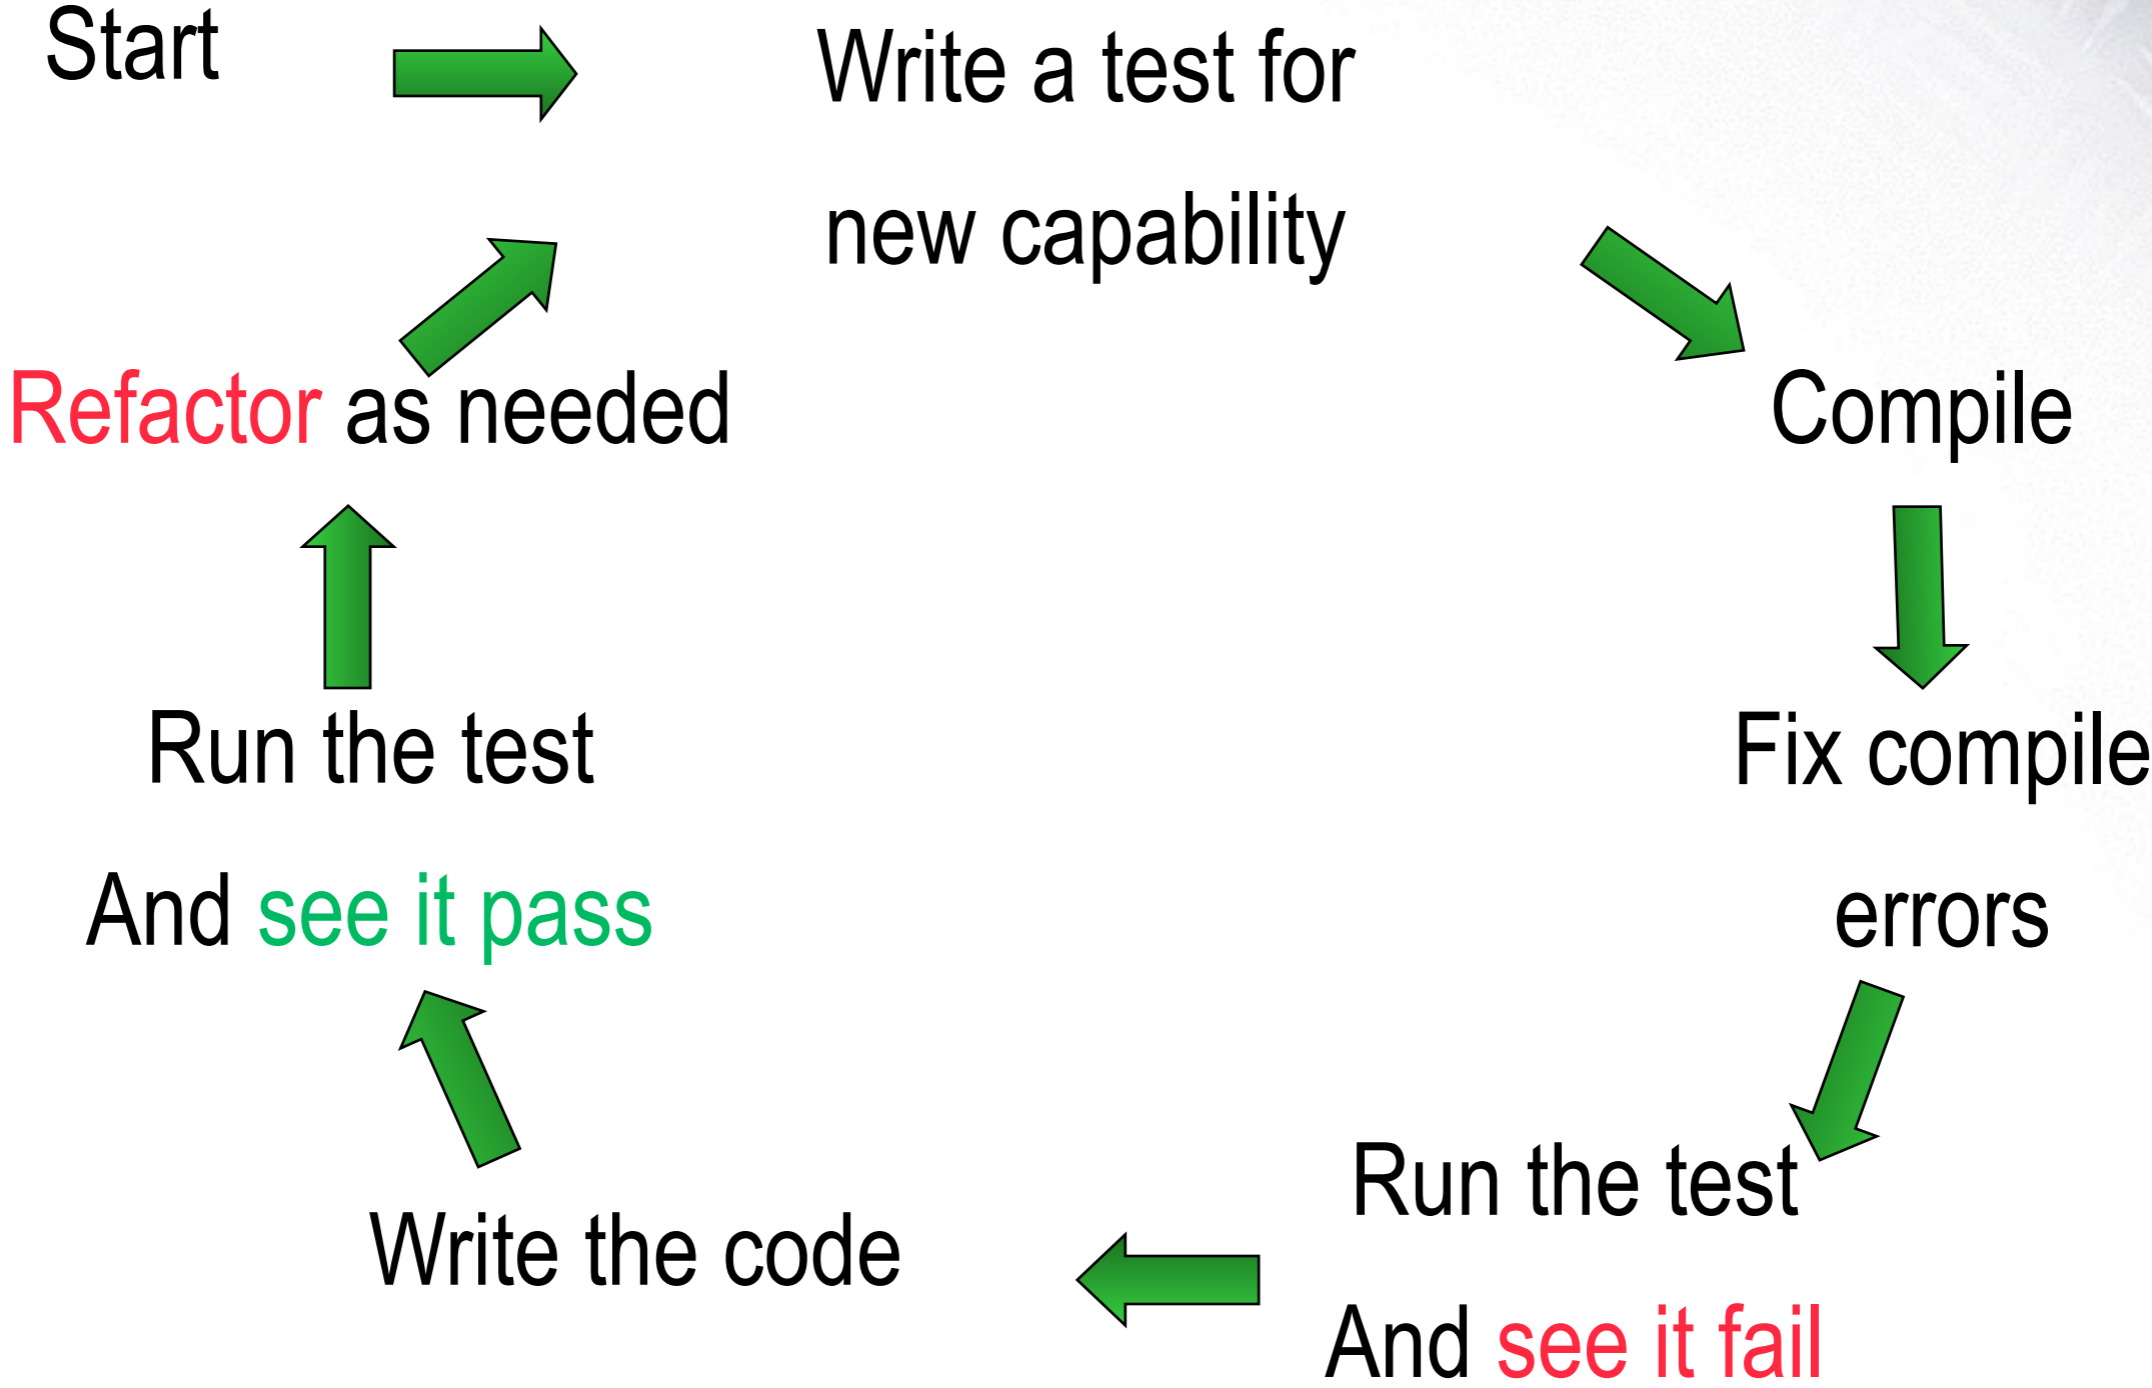 Start
Write a test for
new capability
Compile
Fix compile
errors
Run the test
And see it fail
Write the code
Run the test
And see it pass
Refactor as needed